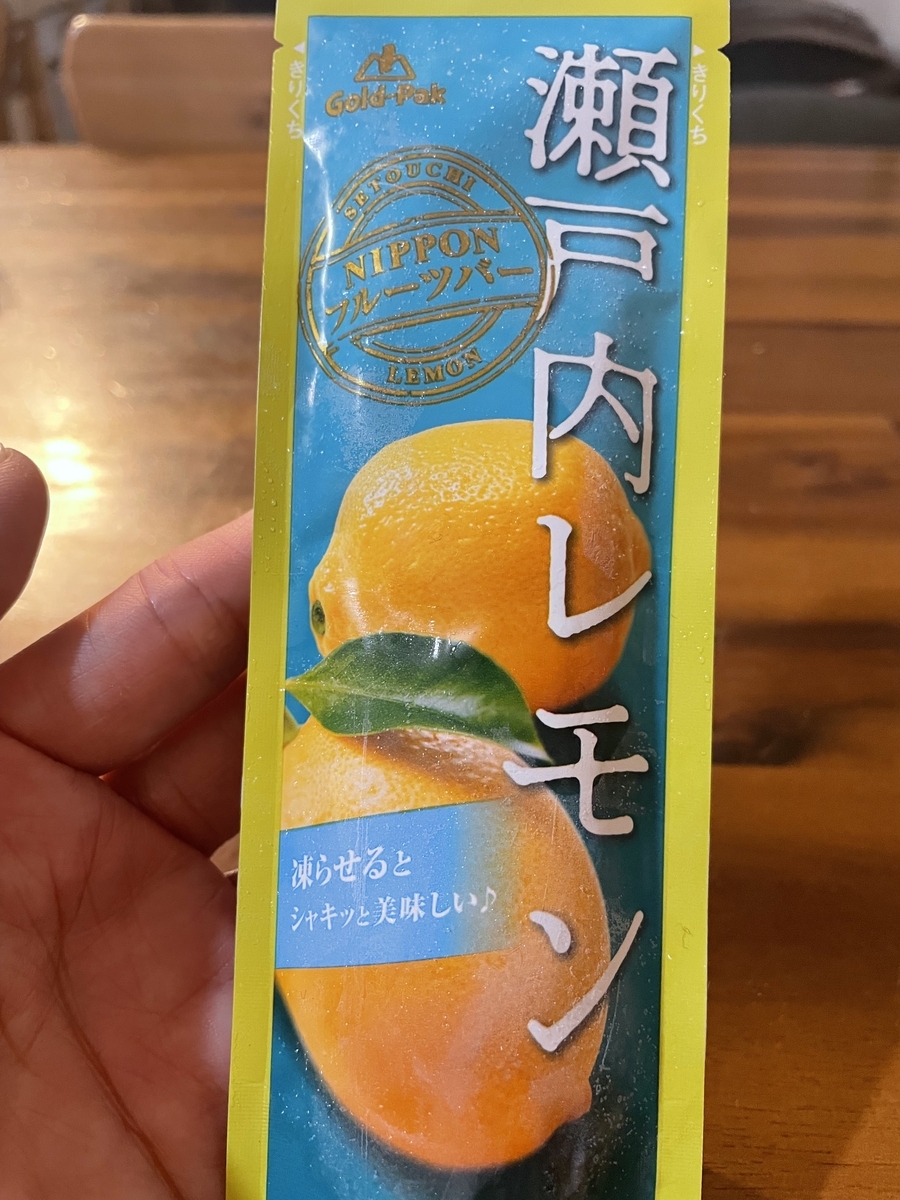 Gold-Pak
きりくち
きりくち
瀬戸内レモン
SETOUCHI
NIPPON
フルーツバー
LEMON
凍らせると
シャキッと美味しい♪